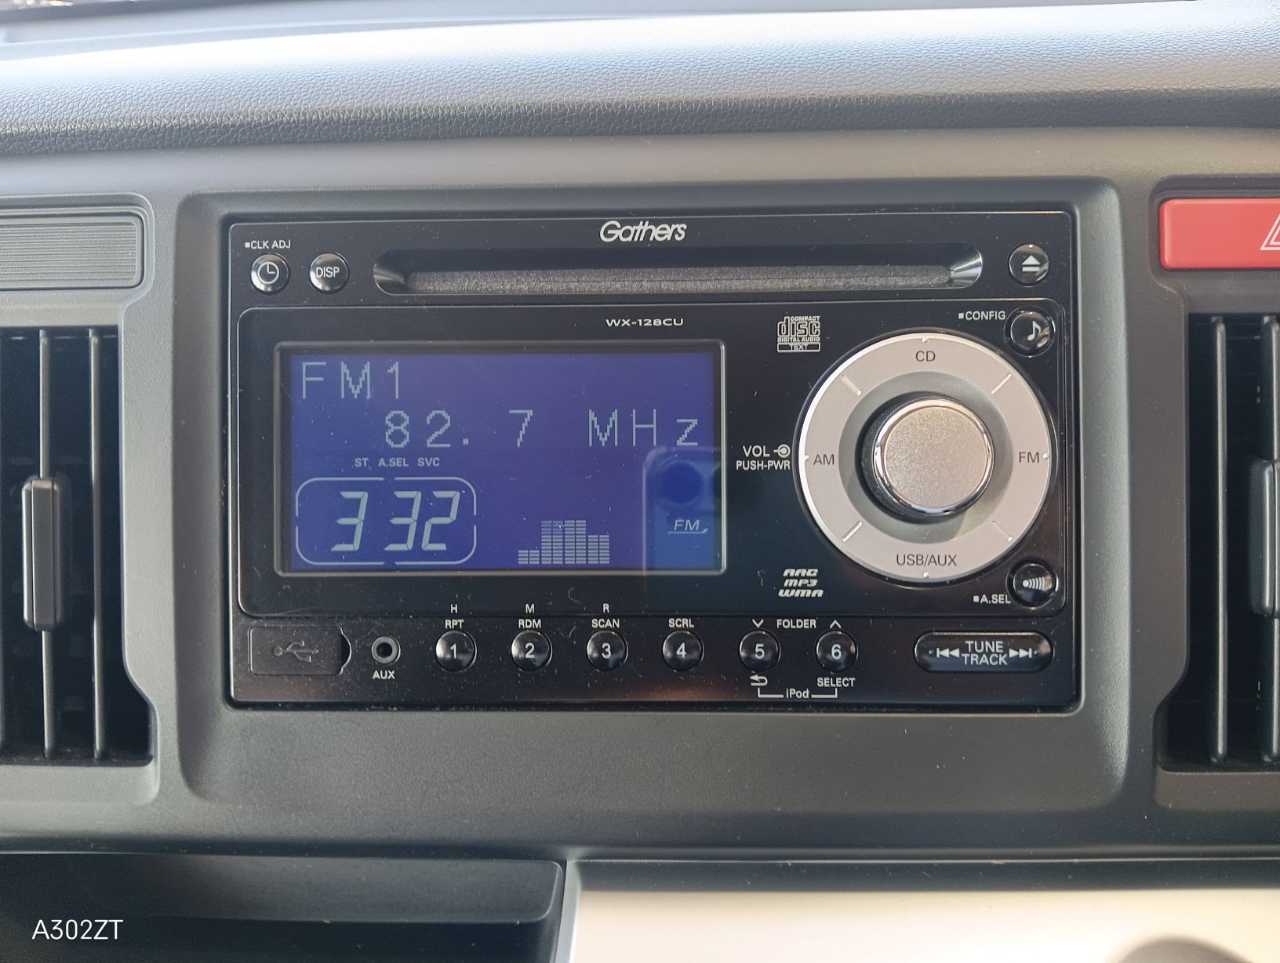 Gathers
CLK ADJ
DISP
WX-128CU
COMPACT
disc
DIGITAL AUDIO
TEXT
CONFIG
CD
AM
FM
USB/AUX
VOL
PUSH-PWR
FM1
82.7 MHz
ST A.SEL SVC
3 32
FM
AAC
MP3
WMA
A.SEL
H M R
RPT RDM SCAN SCRL FOLDER
1 2 3 4 5 6
AUX
SELECT
iPod
TUNE
TRACK
A302ZT